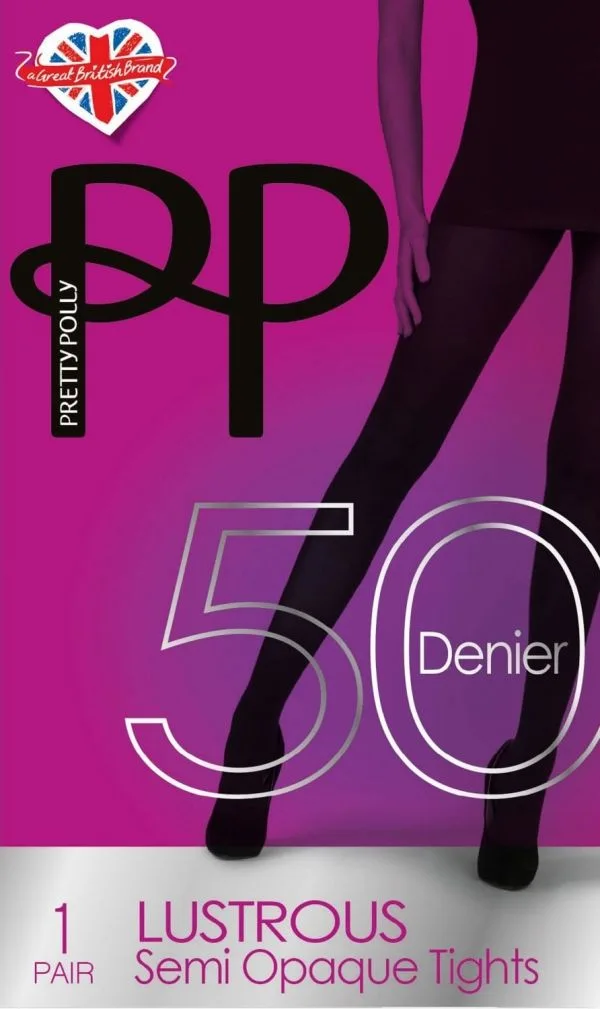 a Great British Brand
PP
PRETTY POLLY
50
Denier
1
PAIR
LUSTROUS
Semi Opaque Tights